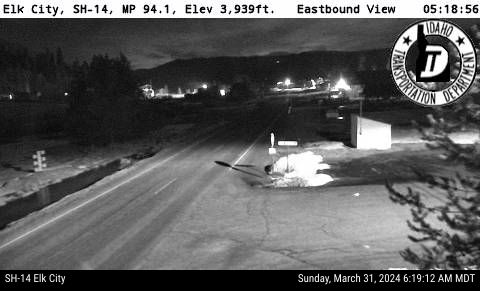 Elk City, SH-14, MP 94.1, Elev 3,939ft. Eastbound View 05:18:56
IDAHO
TRANSPORTATION DEPARTMENT
SH-14 Elk City Sunday, March 31, 2024 6:19:12 AM MDT